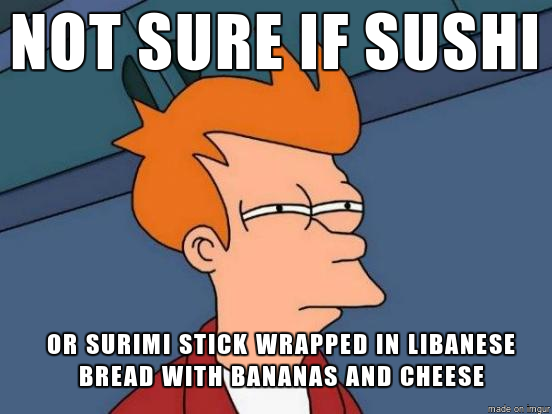 NOT SURE IF SUSHI
OR SURIMI STICK WRAPPED IN LIBANESE
BREAD WITH BANANAS AND CHEESE
made on imgur